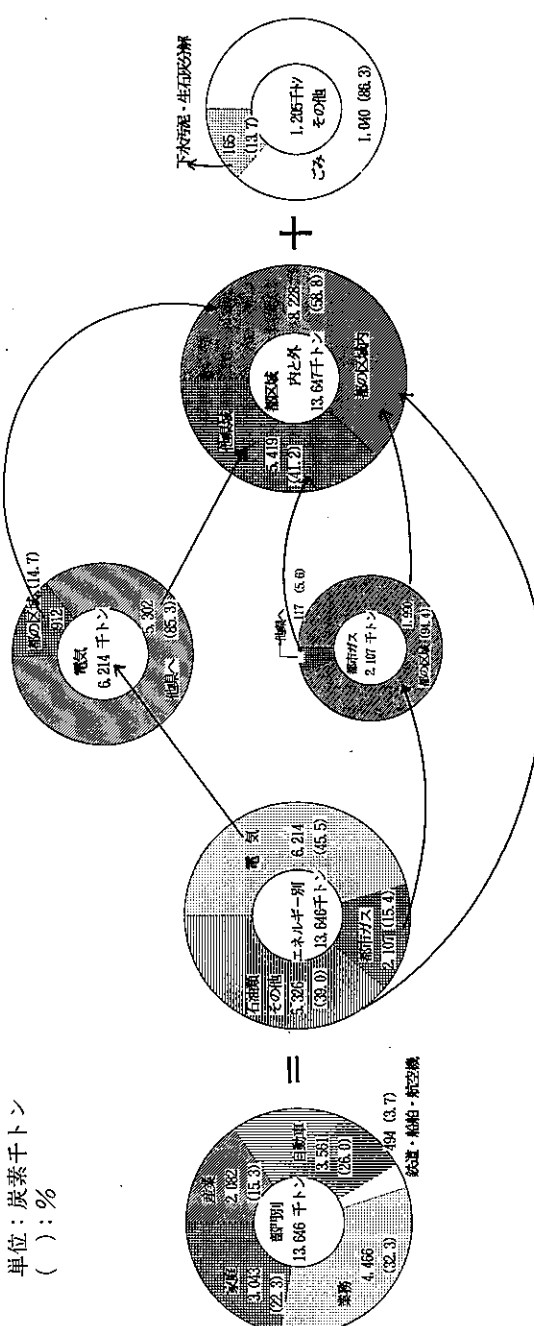 単位：炭素千トン
( )：%
部門別
13,646 千トン
産業
2,082
(15.3)
自動車
3,561
(26.0)
494 (3.7)
鉄道・船舶・航空機
業務
4,466
(32.3)
家庭
3,043
(22.3)
=
エネルギー別
13,646千トン
電気
6,214
(45.5)
都市ガス
2,107 (15.4)
石油類
その他
5,326
(39.0)
電気
6,214 千トン
都の区域 (14.7)
912
5,302
(85.3)
他県へ
都市ガス
2,107 千トン
他県へ
117 (5.6)
1,990
都の区域 (94.4)
都区域
内と外
13,647千トン
8,228
(58.8)
都の区域内
他県域
5,419
(41.2)
+
1,205千トン
その他
下水汚泥・生石灰分解
165
(13.7)
ごみ
1,040 (86.3)